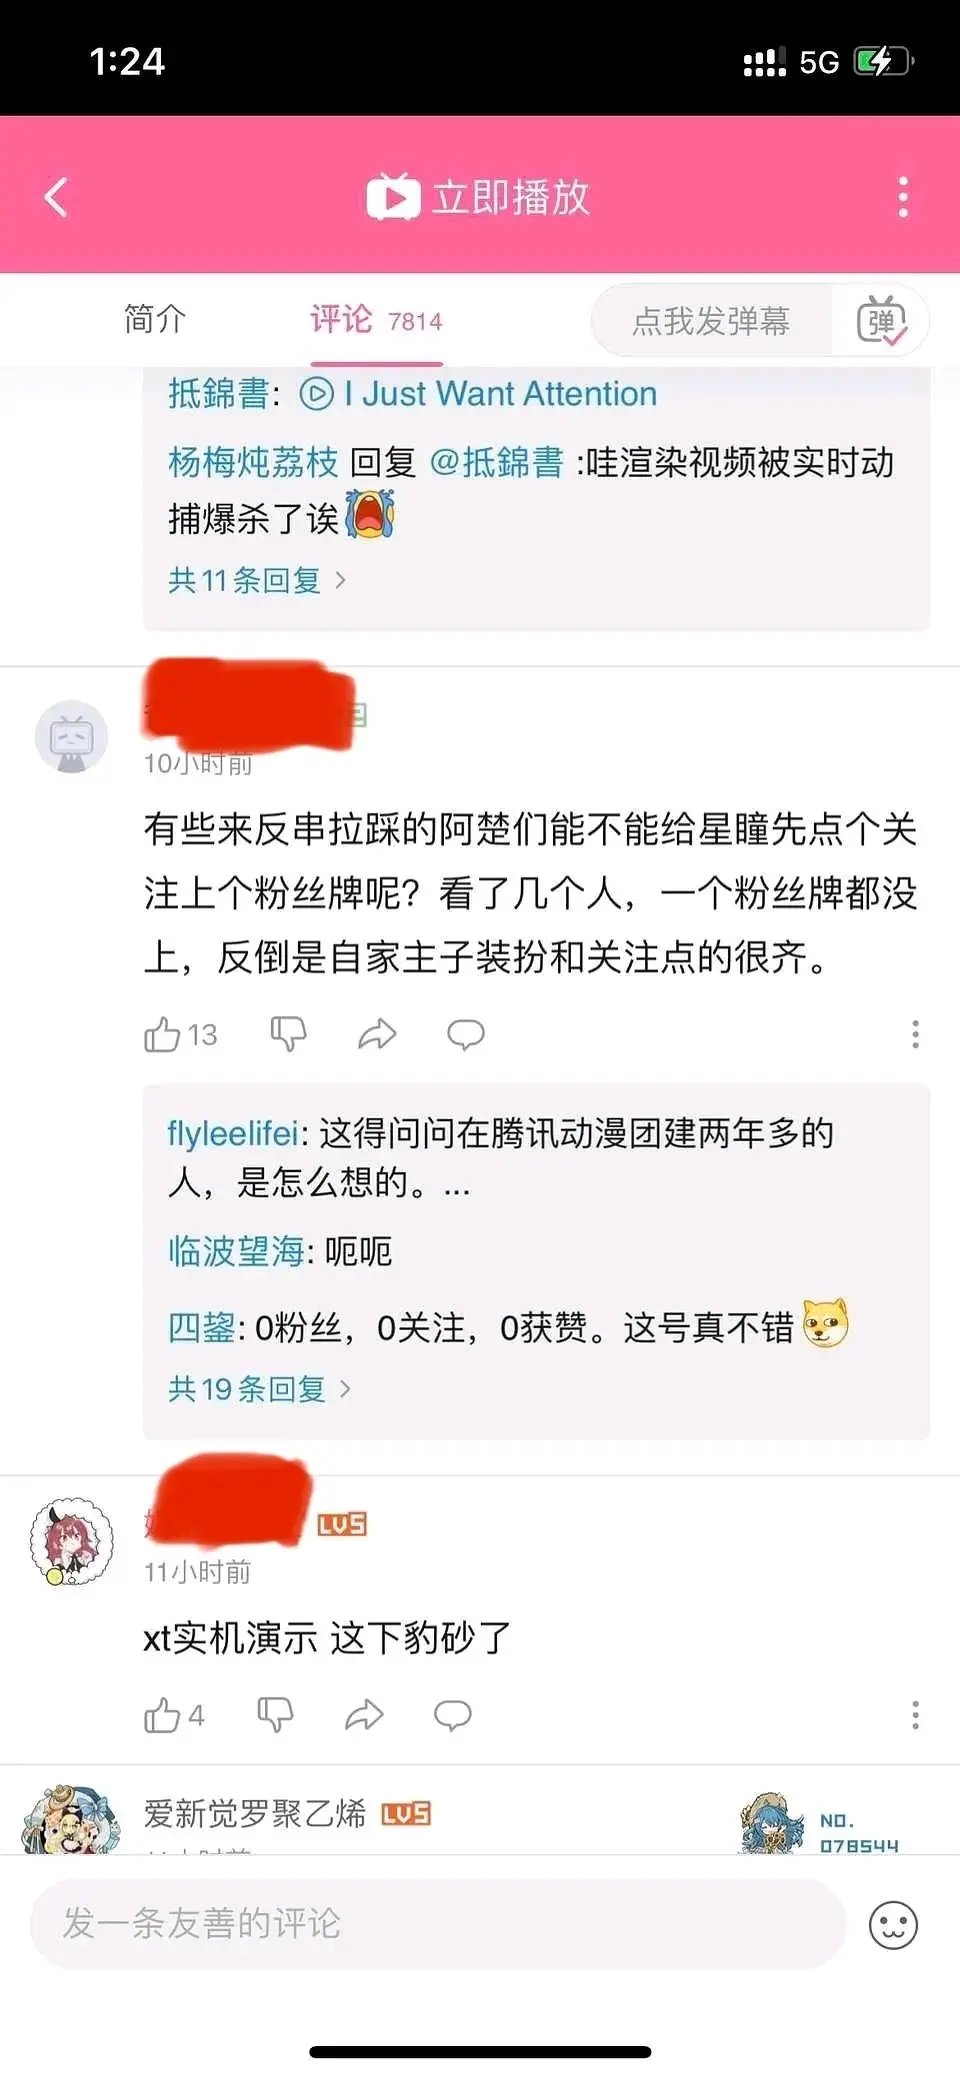 1:24
5G
立即播放
简介
评论 7814
点我发弹幕
弹
抵錦書: I Just Want Attention
杨梅炖荔枝 回复 @抵錦書 :哇渲染视频被实时动
捕爆杀了诶
共11条回复 >
10小时前
有些来反串拉踩的阿楚们能不能给星瞳先点个关
注上个粉丝牌呢？看了几个人，一个粉丝牌都没
上，反倒是自家主子装扮和关注点的很齐。
13
flyleelifei: 这得问问在腾讯动漫团建两年多的
人，是怎么想的。...
临波望海: 呃呃
四鋆: 0粉丝，0关注，0获赞。这号真不错
共19条回复 >
LV5
11小时前
xt实机演示 这下豹砂了
4
爱新觉罗聚乙烯 LV5
NO.
078544
发一条友善的评论